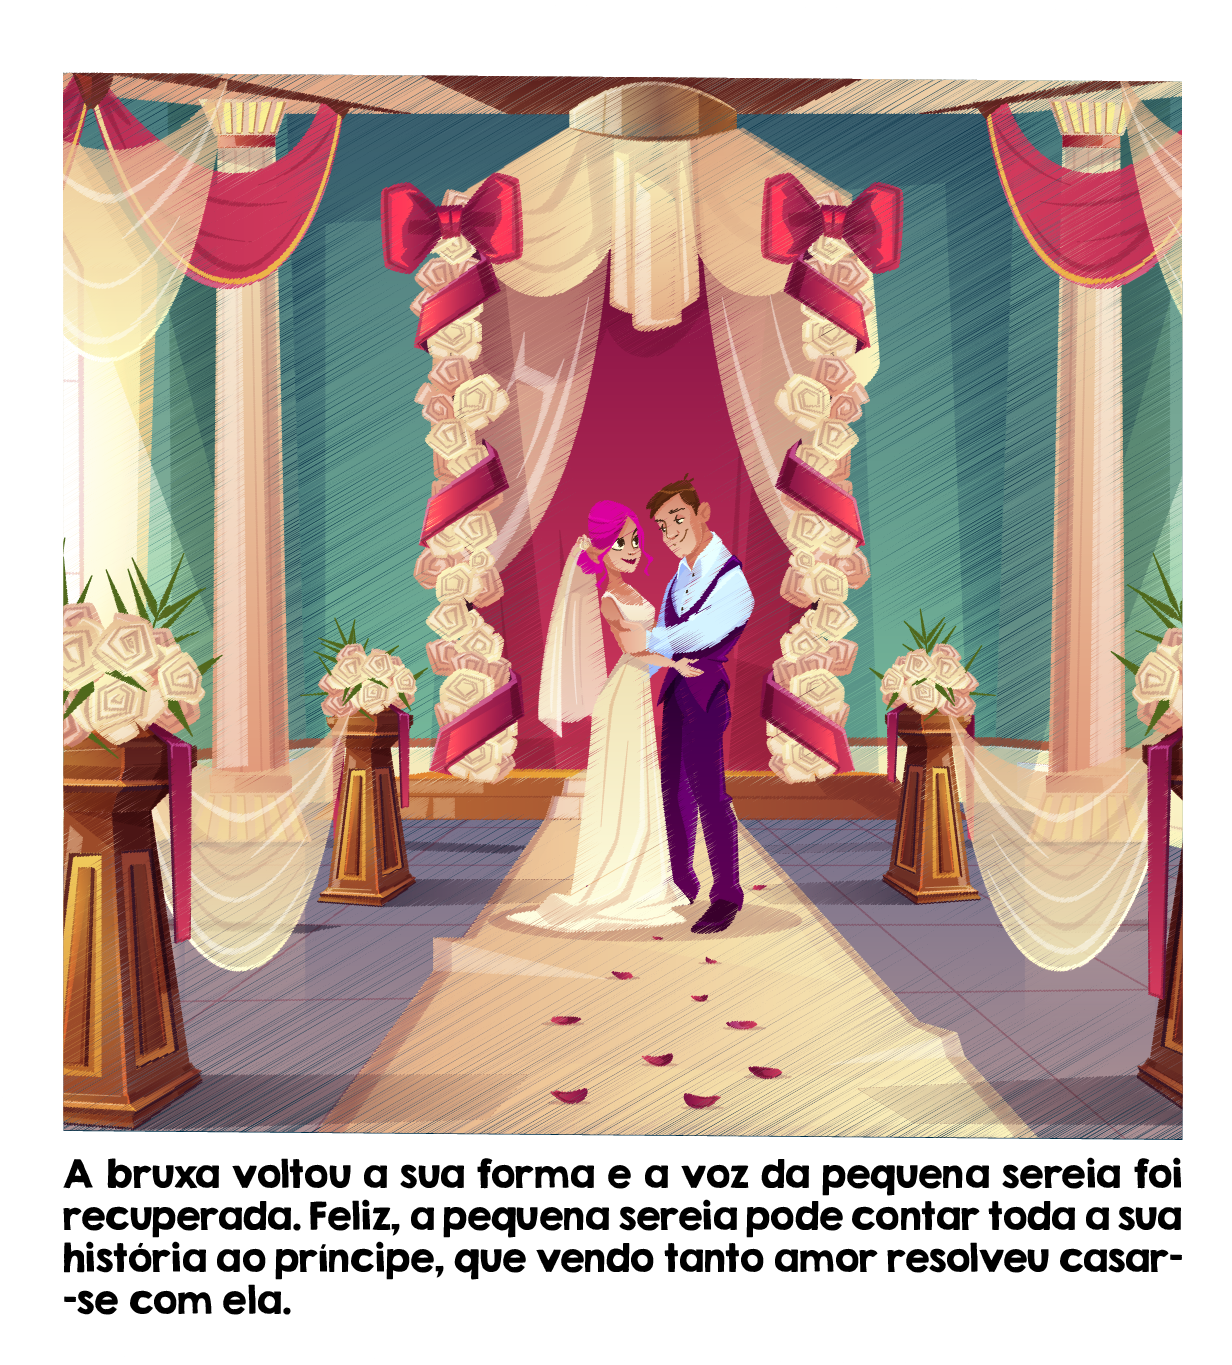 A bruxa voltou a sua forma e a voz da pequena sereia foi
recuperada. Feliz, a pequena sereia pode contar toda a sua
história ao príncipe, que vendo tanto amor resolveu casar-
-se com ela.